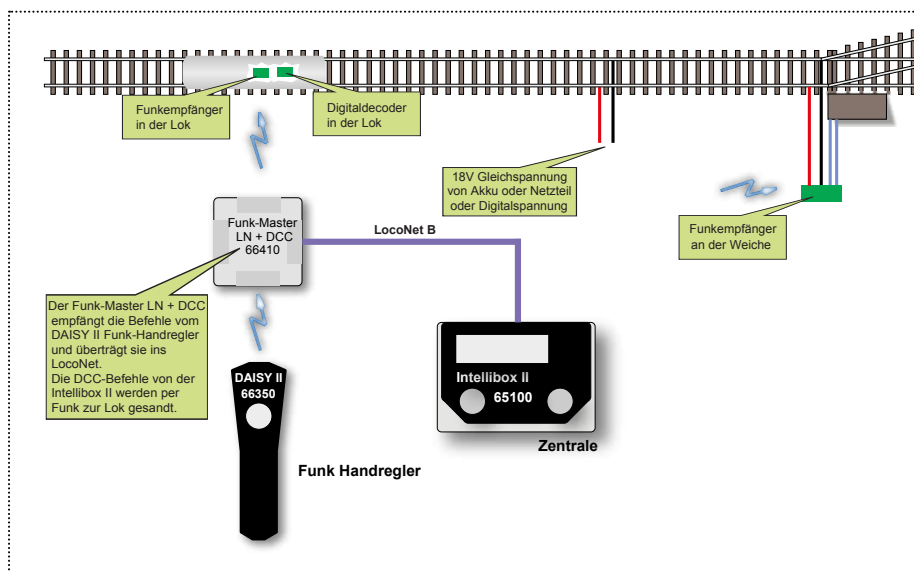 Funkempfänger
in der Lok
Digitaldecoder
in der Lok
18V Gleichspannung
von Akku oder Netzteil
oder Digitalspannung
Funkempfänger
an der Weiche
Funk-Master
LN + DCC
66410
LocoNet B
Der Funk-Master LN + DCC
empfängt die Befehle vom
DAISY II Funk-Handregler
und überträgt sie ins
LocoNet.
Die DCC-Befehle von der
Intellibox II werden per
Funk zur Lok gesandt.
DAISY II
66350
Intellibox II
65100
Zentrale
Funk Handregler